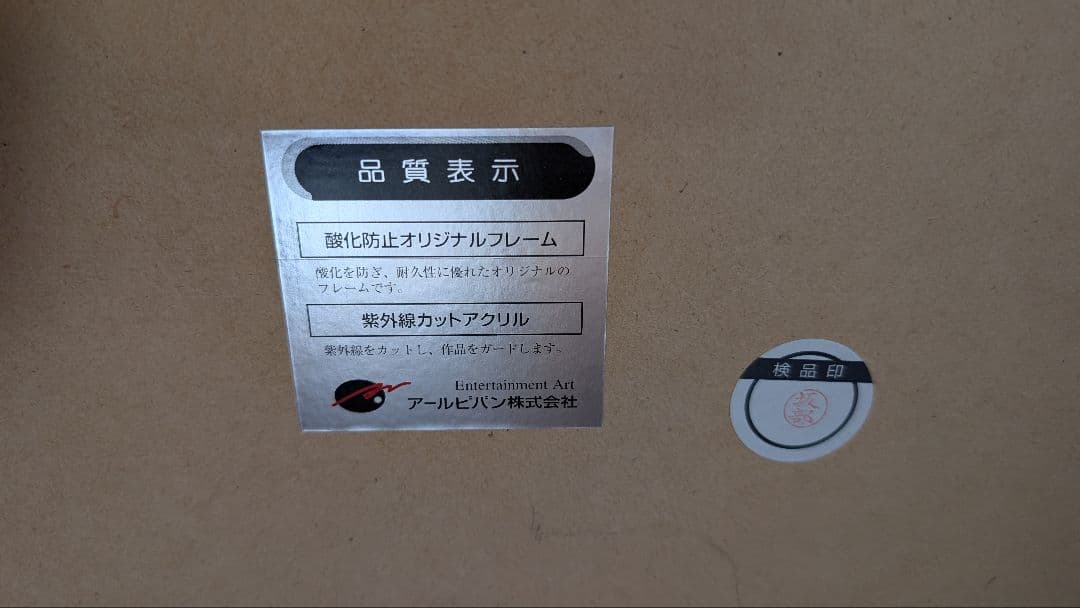 品質表示
酸化防止オリジナルフレーム
酸化を防ぎ、耐久性に優れたオリジナルの
フレームです。
紫外線カットアクリル
紫外線をカットし、作品をガードします。
Entertainment Art
アールビバン株式会社
検品印
坂部